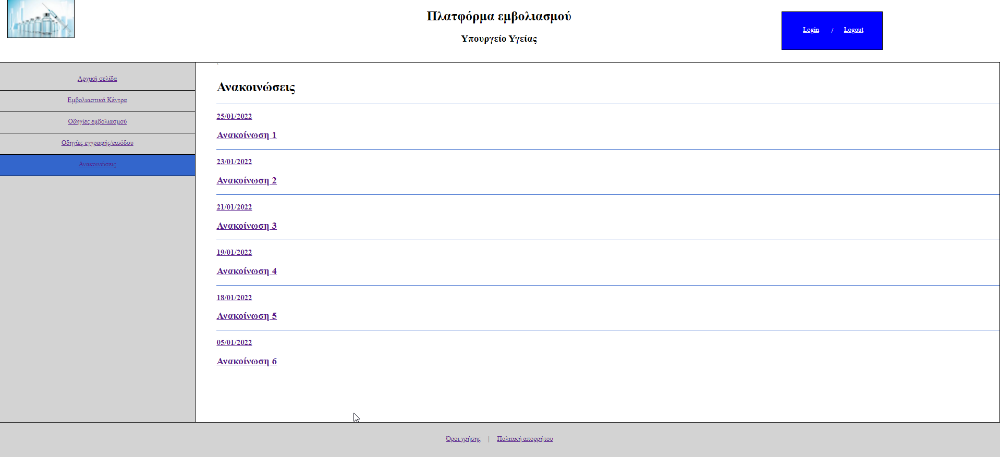 Πλατφόρμα εμβολιασμού
Υπουργείο Υγείας
Login / Logout
Αρχική σελίδα
Εμβολιαστικά Κέντρα
Οδηγίες εμβολιασμού
Οδηγίες εγγραφής/εισόδου
Ανακοινώσεις
`
Ανακοινώσεις
25/01/2022
Ανακοίνωση 1
23/01/2022
Ανακοίνωση 2
21/01/2022
Ανακοίνωση 3
19/01/2022
Ανακοίνωση 4
18/01/2022
Ανακοίνωση 5
05/01/2022
Ανακοίνωση 6
Όροι χρήσης | Πολιτική απορρήτου